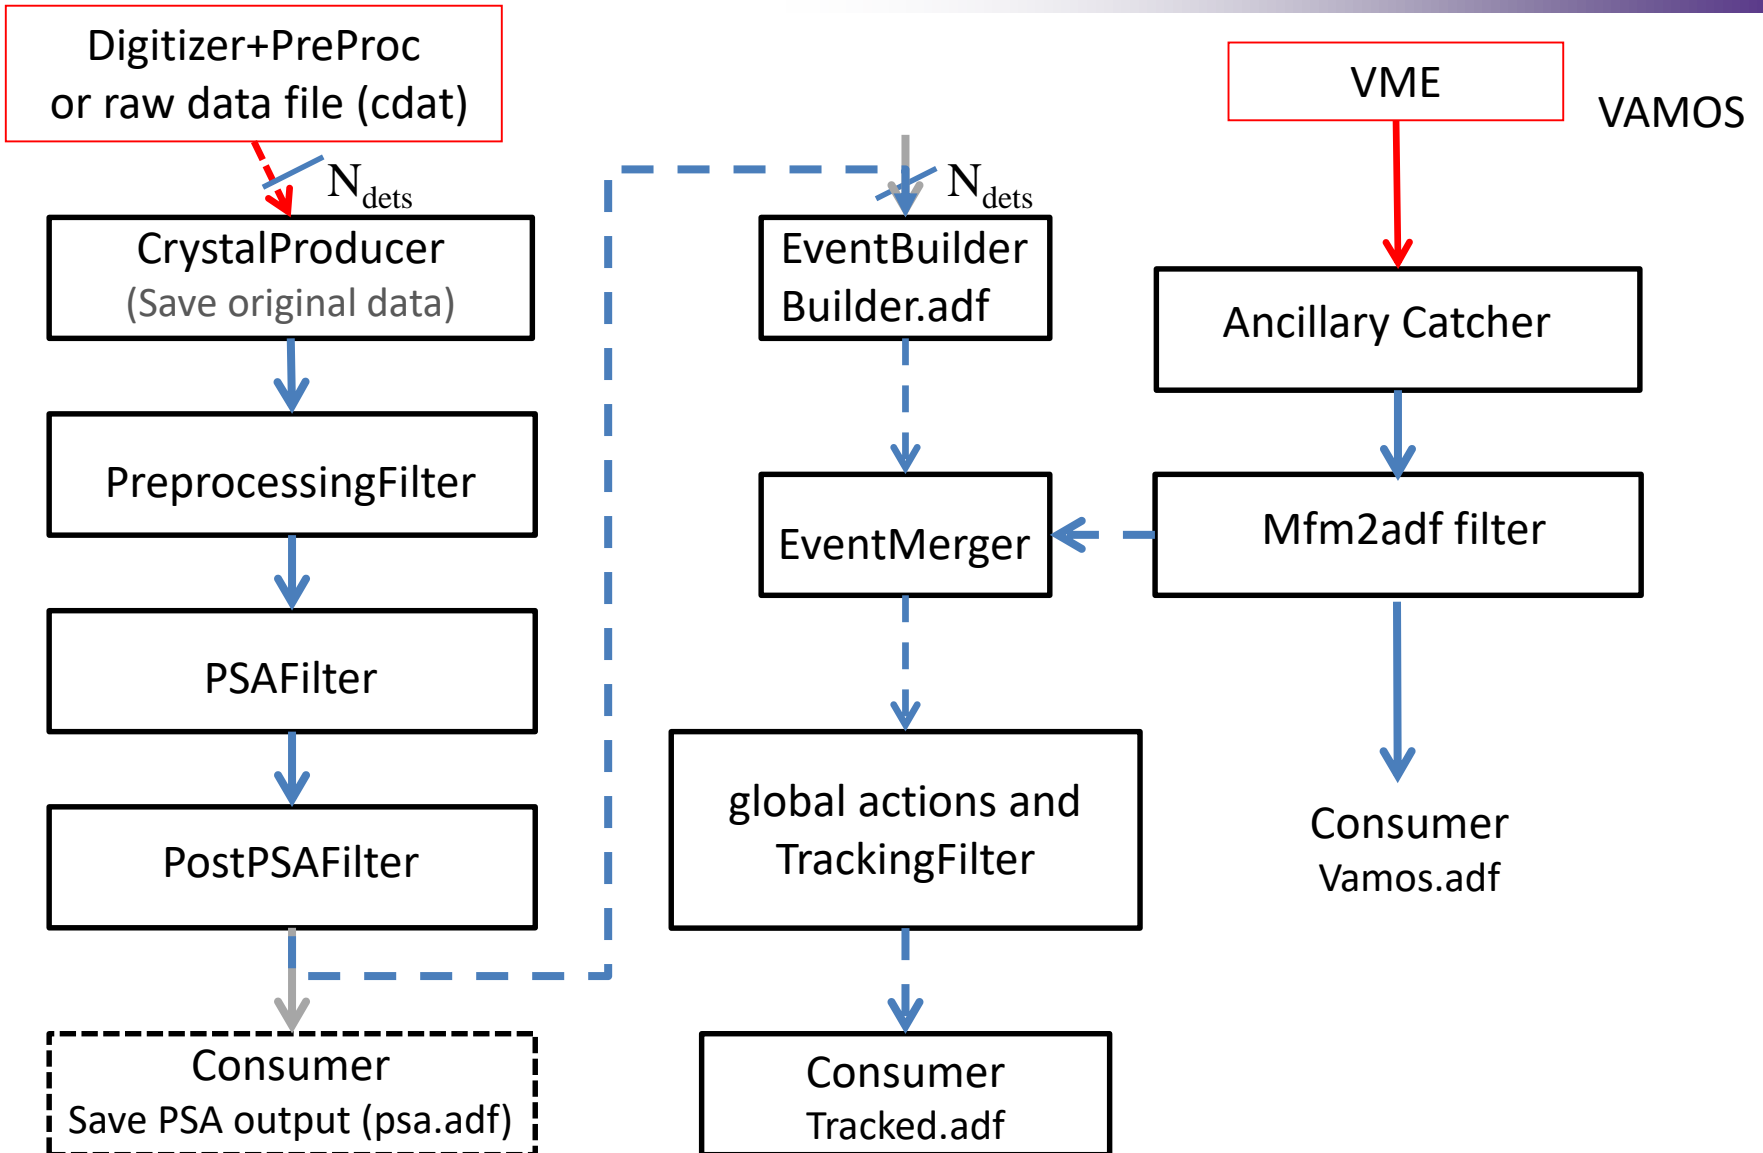 Digitizer+PreProc
or raw data file (cdat)
N_dets
CrystalProducer
(Save original data)
PreprocessingFilter
PSAFilter
PostPSAFilter
Consumer
Save PSA output (psa.adf)
N_dets
EventBuilder
Builder.adf
EventMerger
global actions and
TrackingFilter
Consumer
Tracked.adf
VME
VAMOS
Ancillary Catcher
Mfm2adf filter
Consumer
Vamos.adf